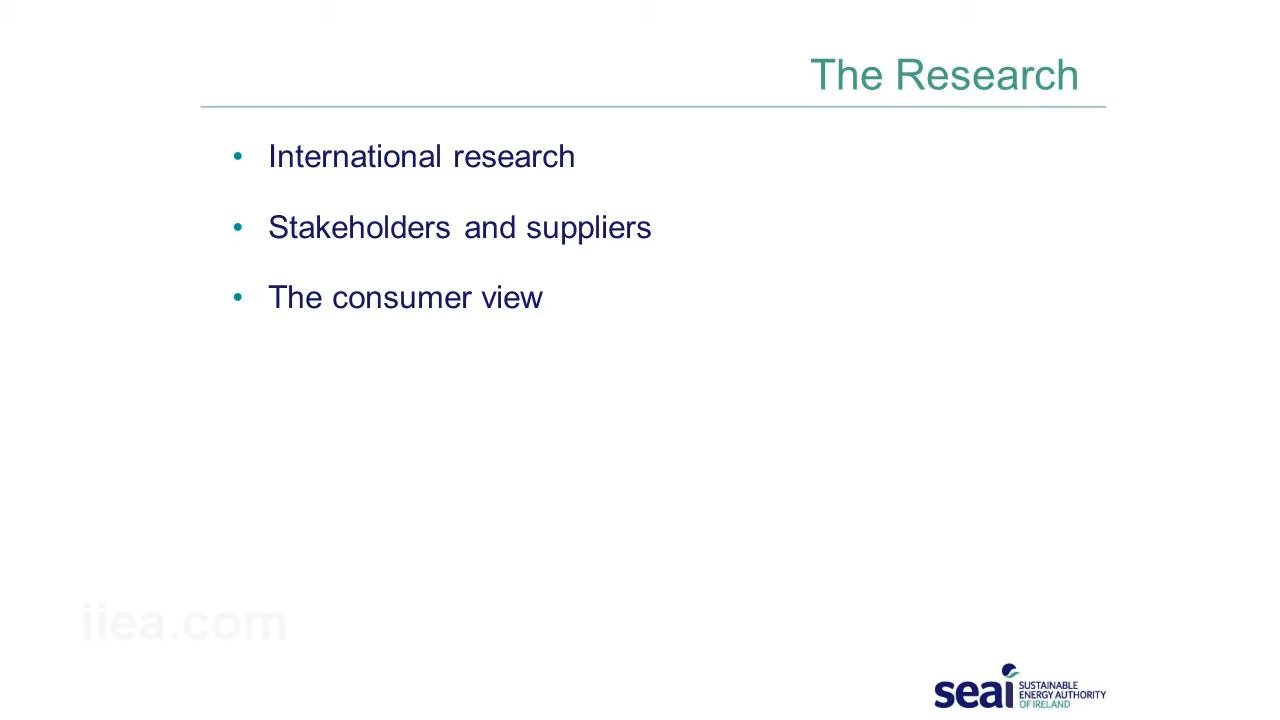 The Research
• International research
• Stakeholders and suppliers
• The consumer view
iiea.com
seai
SUSTAINABLE
ENERGY AUTHORITY
OF IRELAND